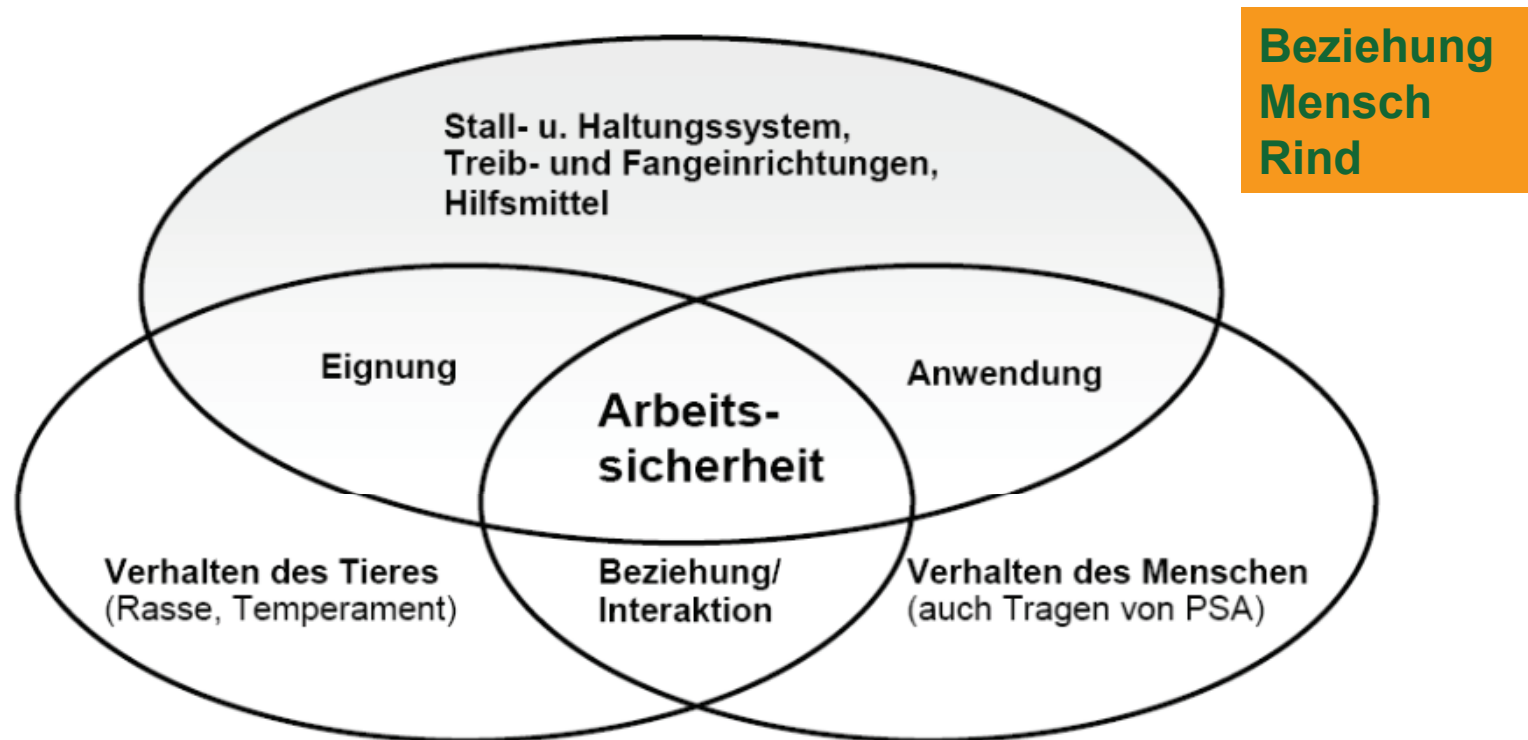 Beziehung
Mensch
Rind
Stall- u. Haltungssystem,
Treib- und Fangeinrichtungen,
Hilfsmittel
Eignung
Anwendung
Arbeits-
sicherheit
Verhalten des Tieres
(Rasse, Temperament)
Beziehung/
Interaktion
Verhalten des Menschen
(auch Tragen von PSA)